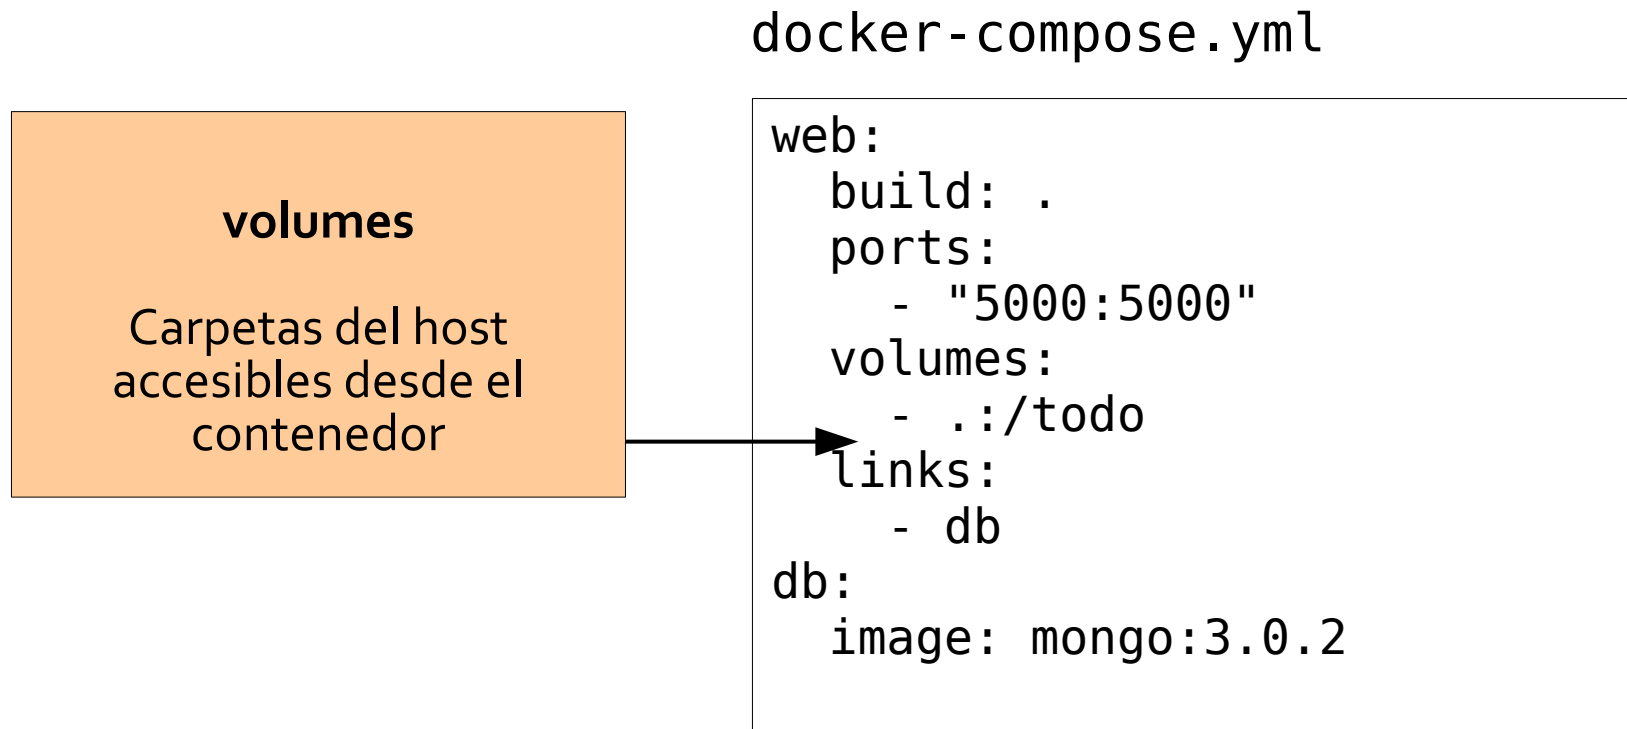 docker-compose.yml
volumes
Carpetas del host
accesibles desde el
contenedor
web:
  build: .
  ports:
    - "5000:5000"
  volumes:
    - .:/todo
  links:
    - db
db:
  image: mongo:3.0.2